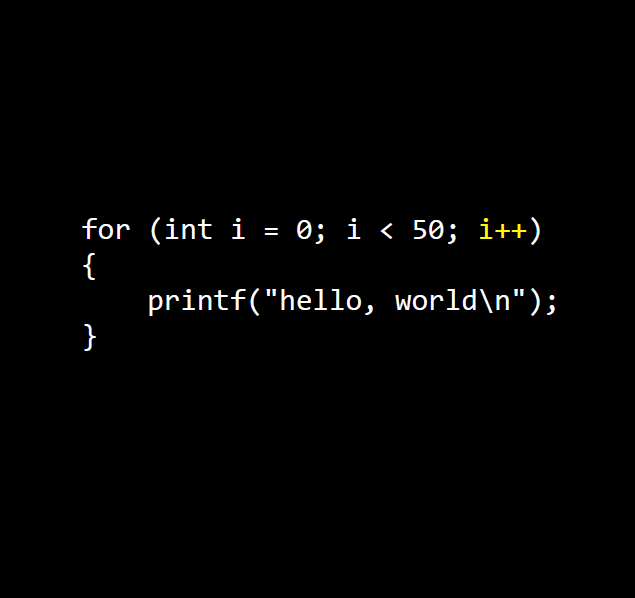 for (int i = 0; i < 50; i++)
{
    printf("hello, world\n");
}